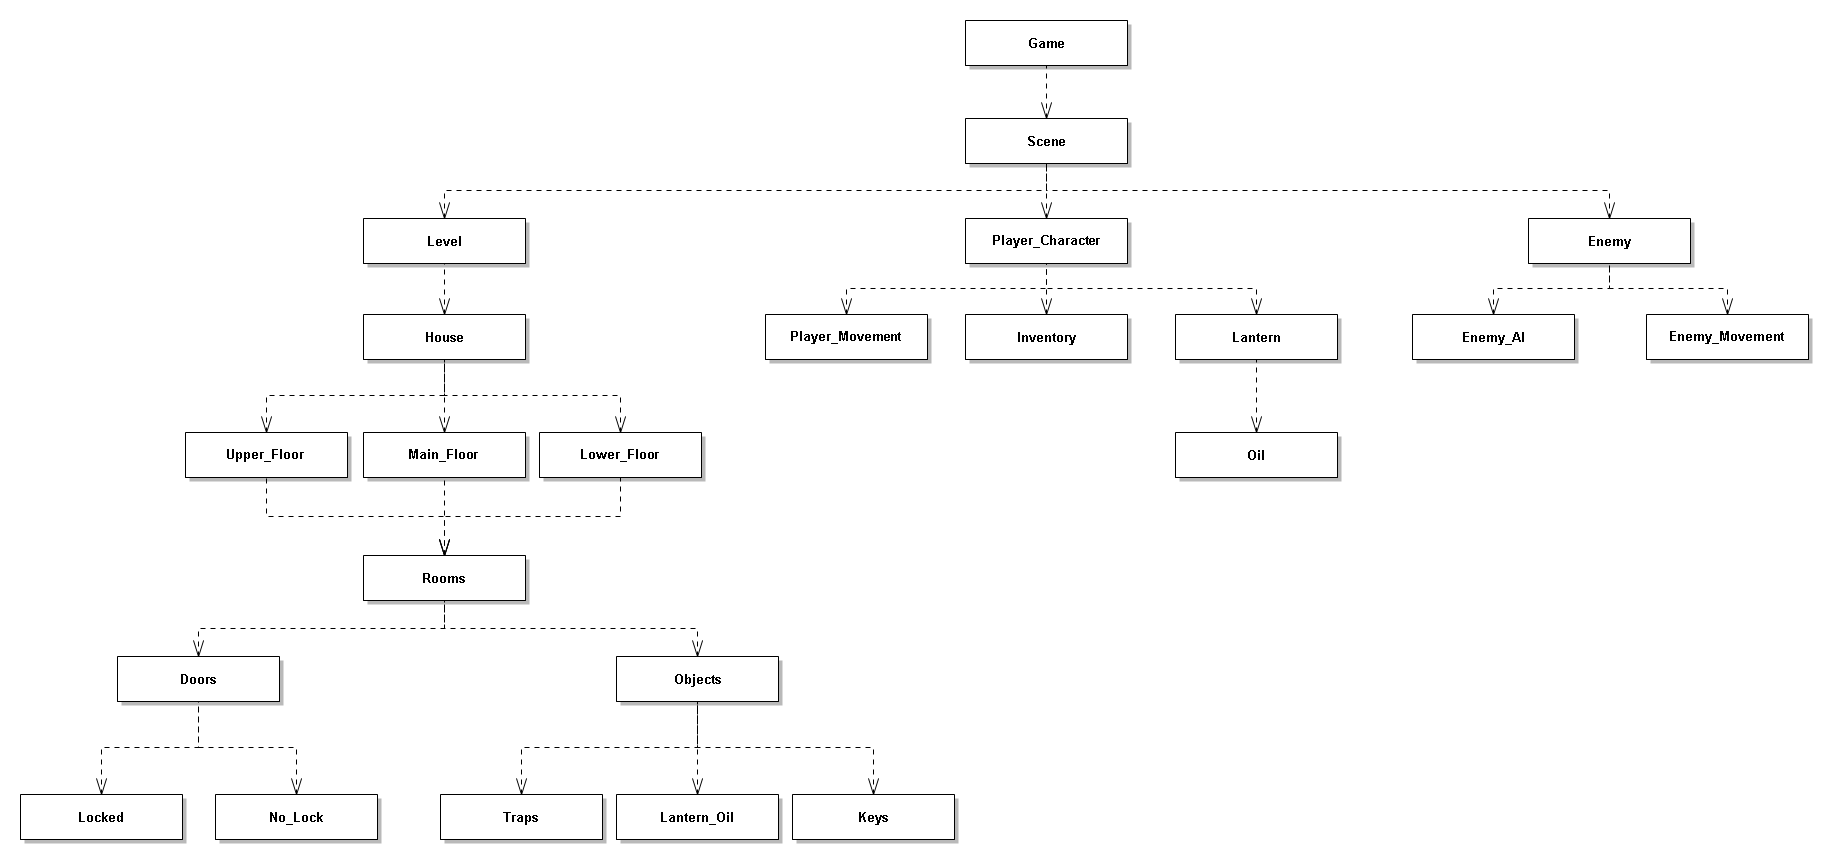 Game
Scene
Level
Player_Character
Enemy
House
Player_Movement
Inventory
Lantern
Enemy_AI
Enemy_Movement
Upper_Floor
Main_Floor
Lower_Floor
Oil
Rooms
Doors
Objects
Locked
No_Lock
Traps
Lantern_Oil
Keys